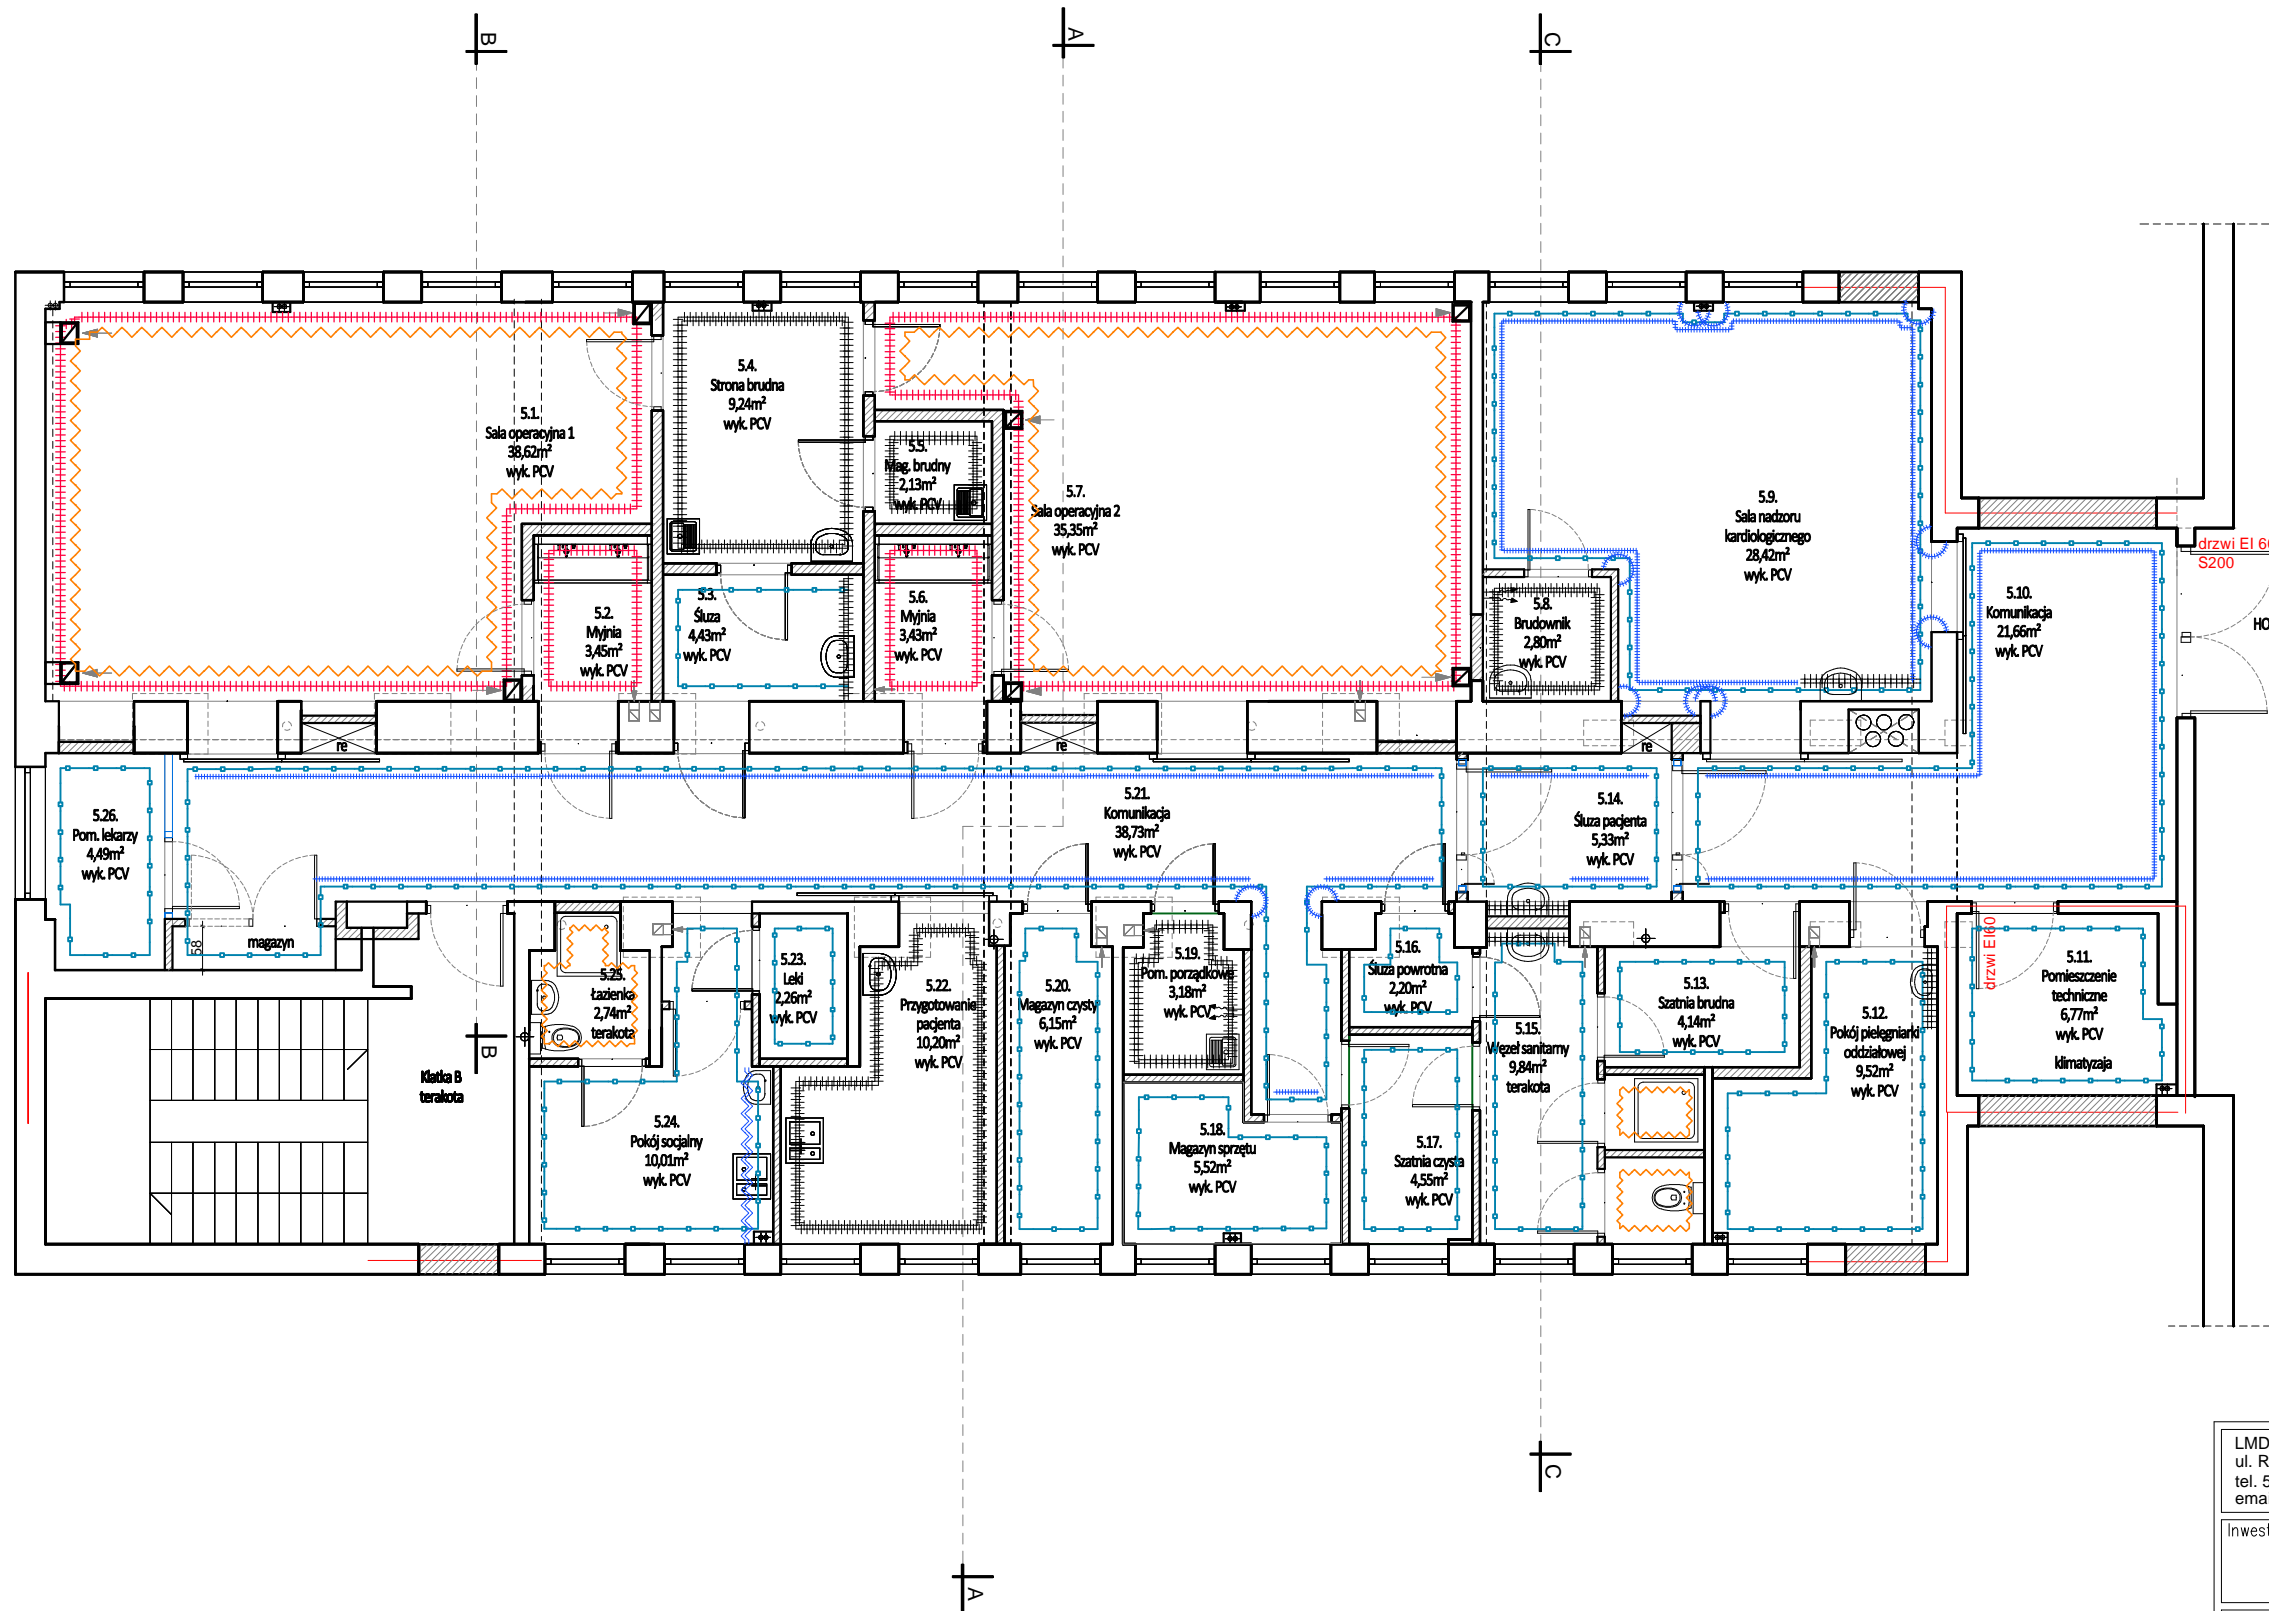 B
A
C
5.1.
Sala operacyjna 1
38,62m²
wyk. PCV
5.4.
Strona brudna
9,24m²
wyk. PCV
5.5.
Mag. brudny
2,13m²
wyk. PCV
5.7.
Sala operacyjna 2
35,35m²
wyk. PCV
5.9.
Sala nadzoru
kardiologicznego
28,42m²
wyk. PCV
drzwi EI 60
S200
5.2.
Myjnia
3,45m²
wyk. PCV
5.3.
Śluza
4,43m²
wyk. PCV
5.6.
Myjnia
3,43m²
wyk. PCV
5.8.
Brudownik
2,80m²
wyk. PCV
5.10.
Komunikacja
21,66m²
wyk. PCV
HO
re
re
re
5.26.
Pom. lekarzy
4,49m²
wyk. PCV
5.21.
Komunikacja
38,73m²
wyk. PCV
5.14.
Śluza pacjenta
5,33m²
wyk. PCV
58
magazyn
5.25.
Łazienka
2,74m²
terakota
5.23.
Leki
2,26m²
wyk. PCV
5.22.
Przygotowanie
pacjenta
10,20m²
wyk. PCV
5.20.
Magazyn czysty
6,15m²
wyk. PCV
5.19.
Pom. porządkowe
3,18m²
wyk. PCV
5.16.
Śluza powrotna
2,20m²
wyk. PCV
5.15.
Węzeł sanitarny
9,84m²
terakota
5.13.
Szatnia brudna
4,14m²
wyk. PCV
5.12.
Pokój pielęgniarki
oddziałowej
9,52m²
wyk. PCV
drzwi EI60
5.11.
Pomieszczenie
techniczne
6,77m²
wyk. PCV
klimatyzaja
B
Klatka B
terakota
5.24.
Pokój socjalny
10,01m²
wyk. PCV
5.18.
Magazyn sprzętu
5,52m²
wyk. PCV
5.17.
Szatnia czysta
4,55m²
wyk. PCV
C
A
LMD
ul. R
tel. 5
emai
Inwest